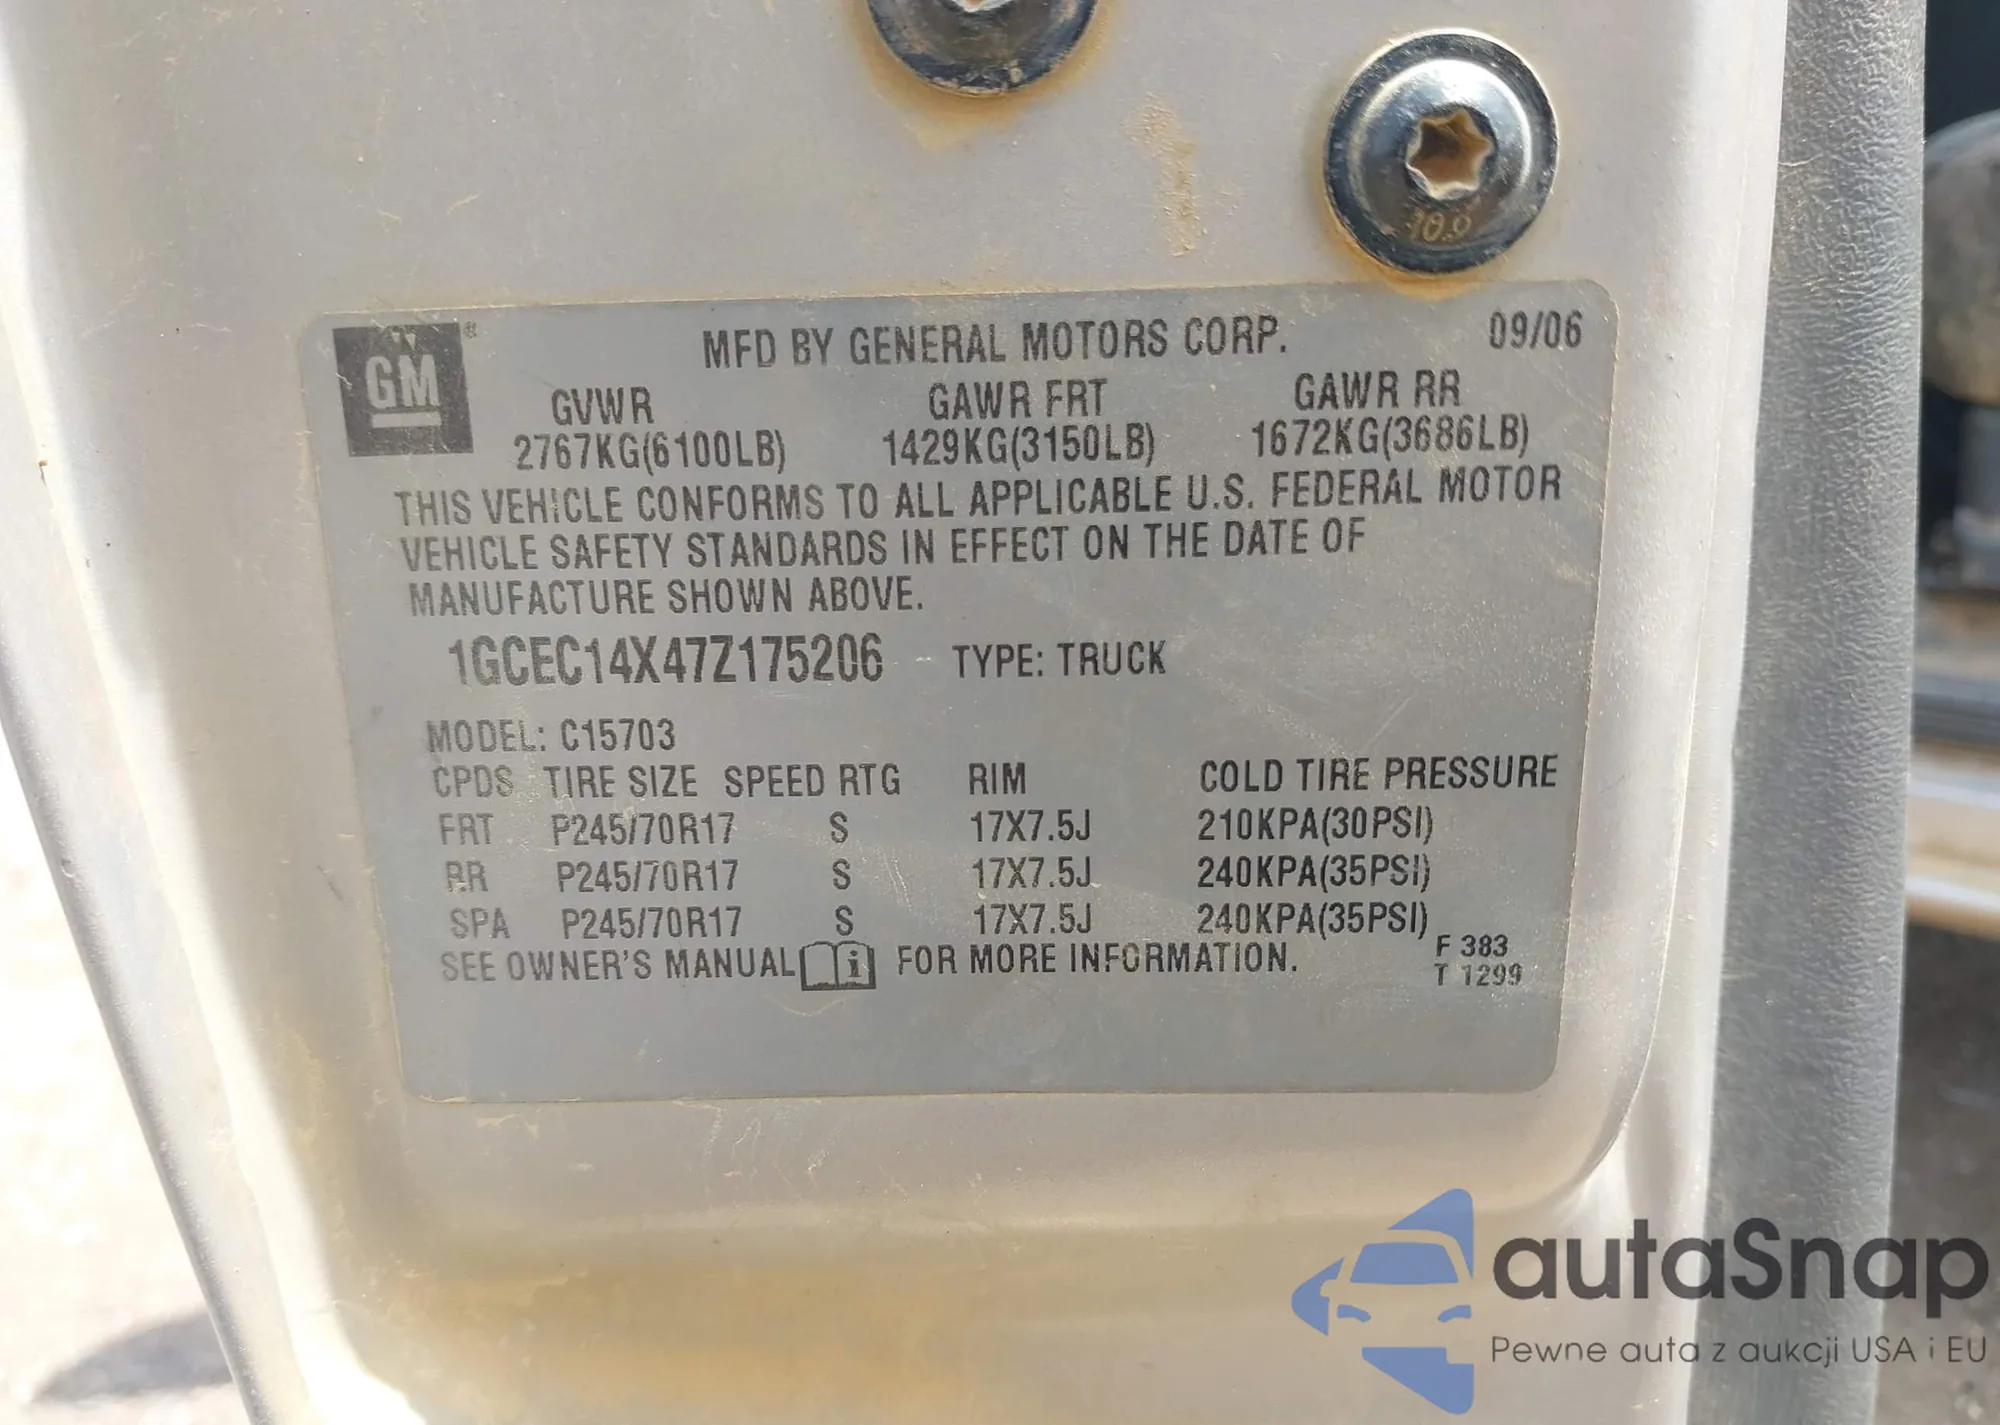 10.9
GM®
MFD BY GENERAL MOTORS CORP. 09/06
GVWR GAWR FRT GAWR RR
2767KG(6100LB) 1429KG(3150LB) 1672KG(3686LB)
THIS VEHICLE CONFORMS TO ALL APPLICABLE U.S. FEDERAL MOTOR
VEHICLE SAFETY STANDARDS IN EFFECT ON THE DATE OF
MANUFACTURE SHOWN ABOVE.
1GCEC14X47Z175206 TYPE: TRUCK
MODEL: C15703
CPDS TIRE SIZE SPEED RTG RIM COLD TIRE PRESSURE
FRT P245/70R17 S 17X7.5J 210KPA(30PSI)
RR P245/70R17 S 17X7.5J 240KPA(35PSI)
SPA P245/70R17 S 17X7.5J 240KPA(35PSI)
SEE OWNER'S MANUAL i FOR MORE INFORMATION.
F 383
T 1299
autaSnap
Pewne auta z aukcji USA i EU